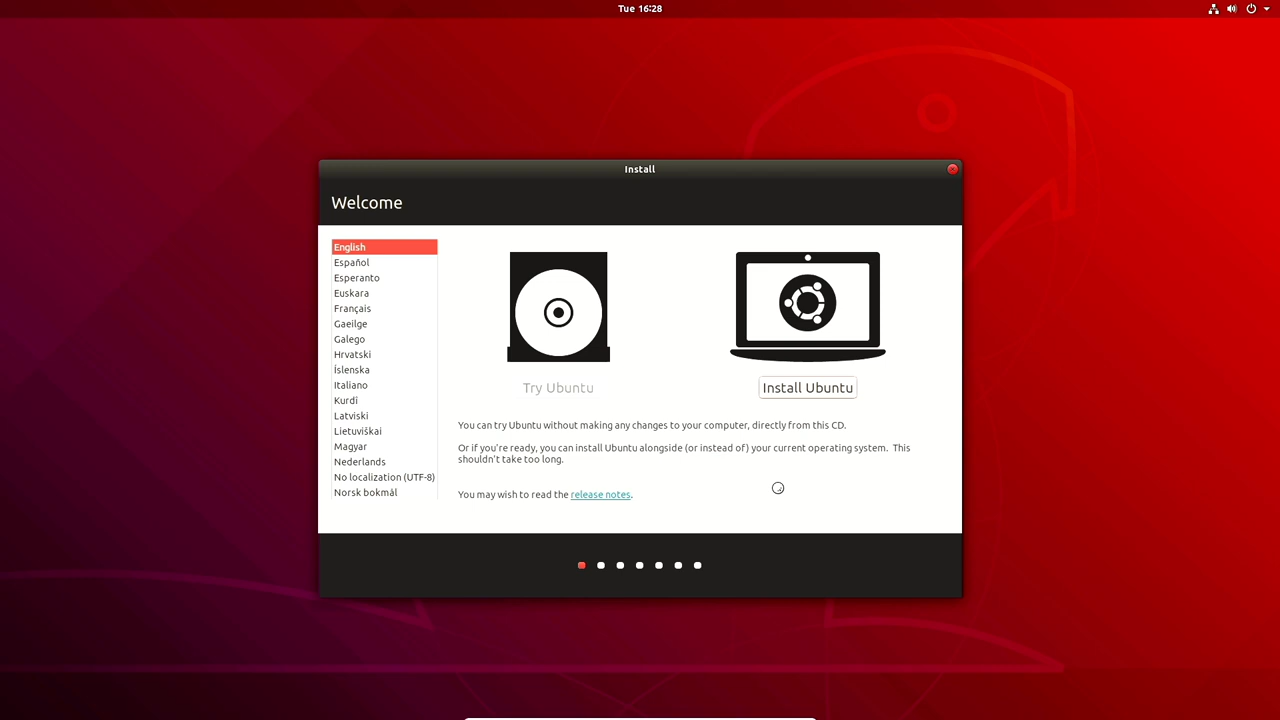 Tue 16:28
Install
Welcome
English
Español
Esperanto
Euskara
Français
Gaeilge
Galego
Hrvatski
Íslenska
Italiano
Kurdî
Latviski
Lietuviškai
Magyar
Nederlands
No localization (UTF-8)
Norsk bokmål
Try Ubuntu
Install Ubuntu
You can try Ubuntu without making any changes to your computer, directly from this CD.
Or if you're ready, you can install Ubuntu alongside (or instead of) your current operating system. This
shouldn't take too long.
You may wish to read the release notes.